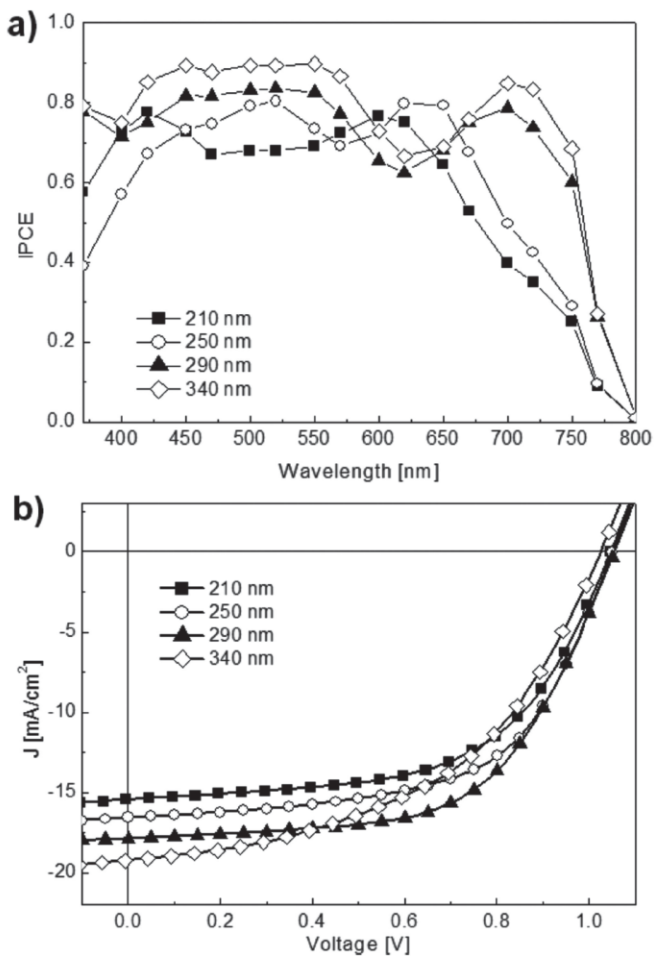 a)
1.0
0.8
0.6
0.4
0.2
0.0
IPCE
210 nm
250 nm
290 nm
340 nm
400 450 500 550 600 650 700 750 800
Wavelength [nm]
b)
0
-5
-10
-15
-20
J [mA/cm²]
210 nm
250 nm
290 nm
340 nm
0.0 0.2 0.4 0.6 0.8 1.0
Voltage [V]